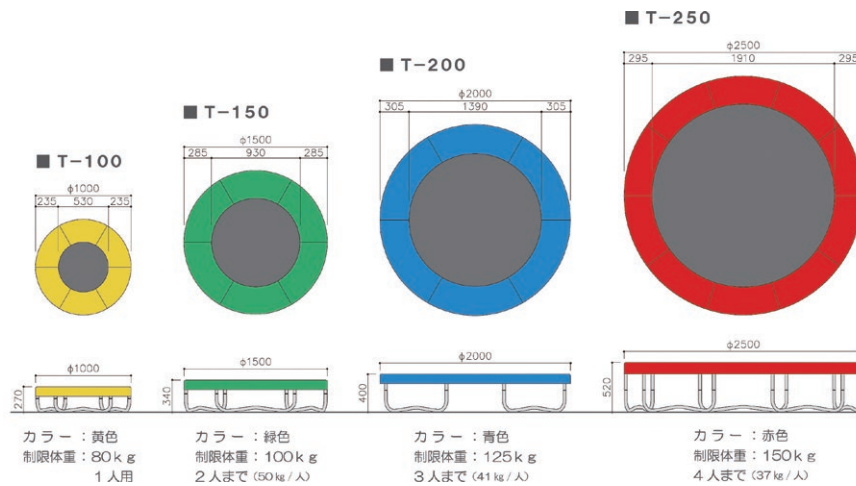 ■ T-100
φ1000
235 530 235
φ1000
270
カラー：黄色
制限体重：80kg
1人用
■ T-150
φ1500
285 930 285
φ1500
340
カラー：緑色
制限体重：100kg
2人まで (50kg/人)
■ T-200
φ2000
305 1390 305
φ2000
400
カラー：青色
制限体重：125kg
3人まで (41kg/人)
■ T-250
φ2500
295 1910 295
φ2500
520
カラー：赤色
制限体重：150kg
4人まで (37kg/人)